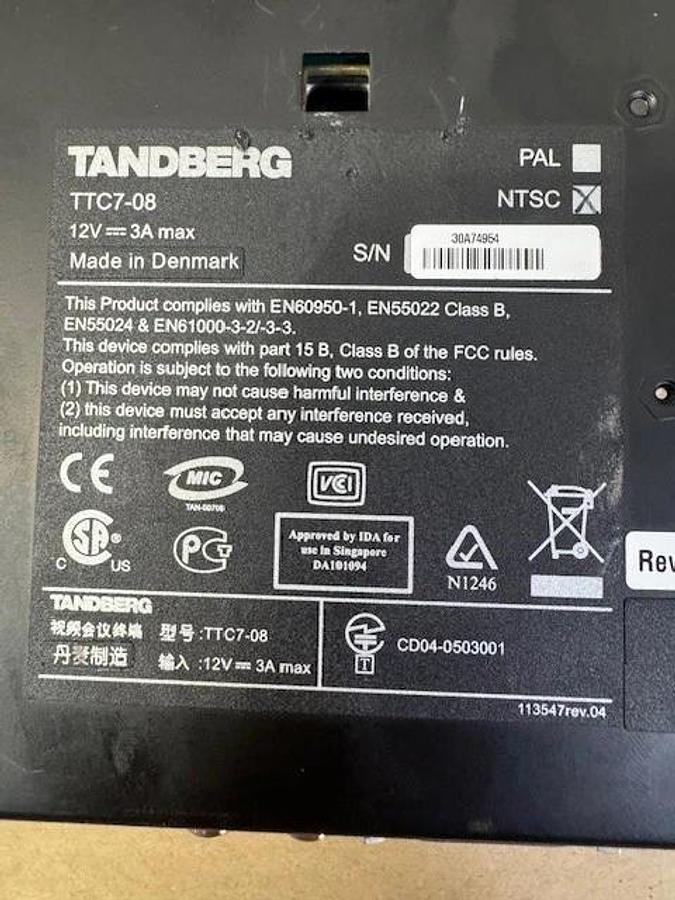 TANDBERG
PAL
TTC7-08
NTSC X
12V⎓3A max
S/N 30A74954
Made in Denmark
This Product complies with EN60950-1, EN55022 Class B,
EN55024 & EN61000-3-2/-3-3.
This device complies with part 15 B, Class B of the FCC rules.
Operation is subject to the following two conditions:
(1) This device may not cause harmful interference &
(2) this device must accept any interference received,
including interference that may cause undesired operation.
CE
MIC
VCI
SA®
C US
PG
Approved by IDA for
use in Singapore
DA101094
N1246
Rev
TANDBERG
视频会议终端 型号:TTC7-08
丹麦制造 输入:12V⎓3A max
T
CD04-0503001
113547rev.04